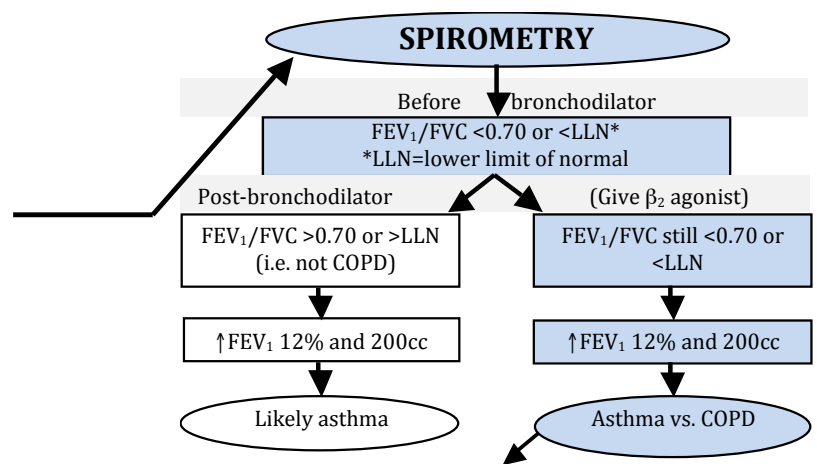 SPIROMETRY
Before bronchodilator
FEV₁/FVC <0.70 or <LLN*
*LLN=lower limit of normal
Post-bronchodilator (Give β₂ agonist)
FEV₁/FVC >0.70 or >LLN
(i.e. not COPD)
FEV₁/FVC still <0.70 or
<LLN
↑FEV₁ 12% and 200cc
↑FEV₁ 12% and 200cc
Likely asthma
Asthma vs. COPD